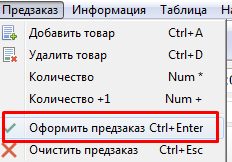 Предзаказ Информация Таблица
Добавить товар Ctrl+A
Удалить товар Ctrl+D
Количество Num *
Количество +1 Num +
Оформить предзаказ Ctrl+Enter
Очистить предзаказ Ctrl+Esc